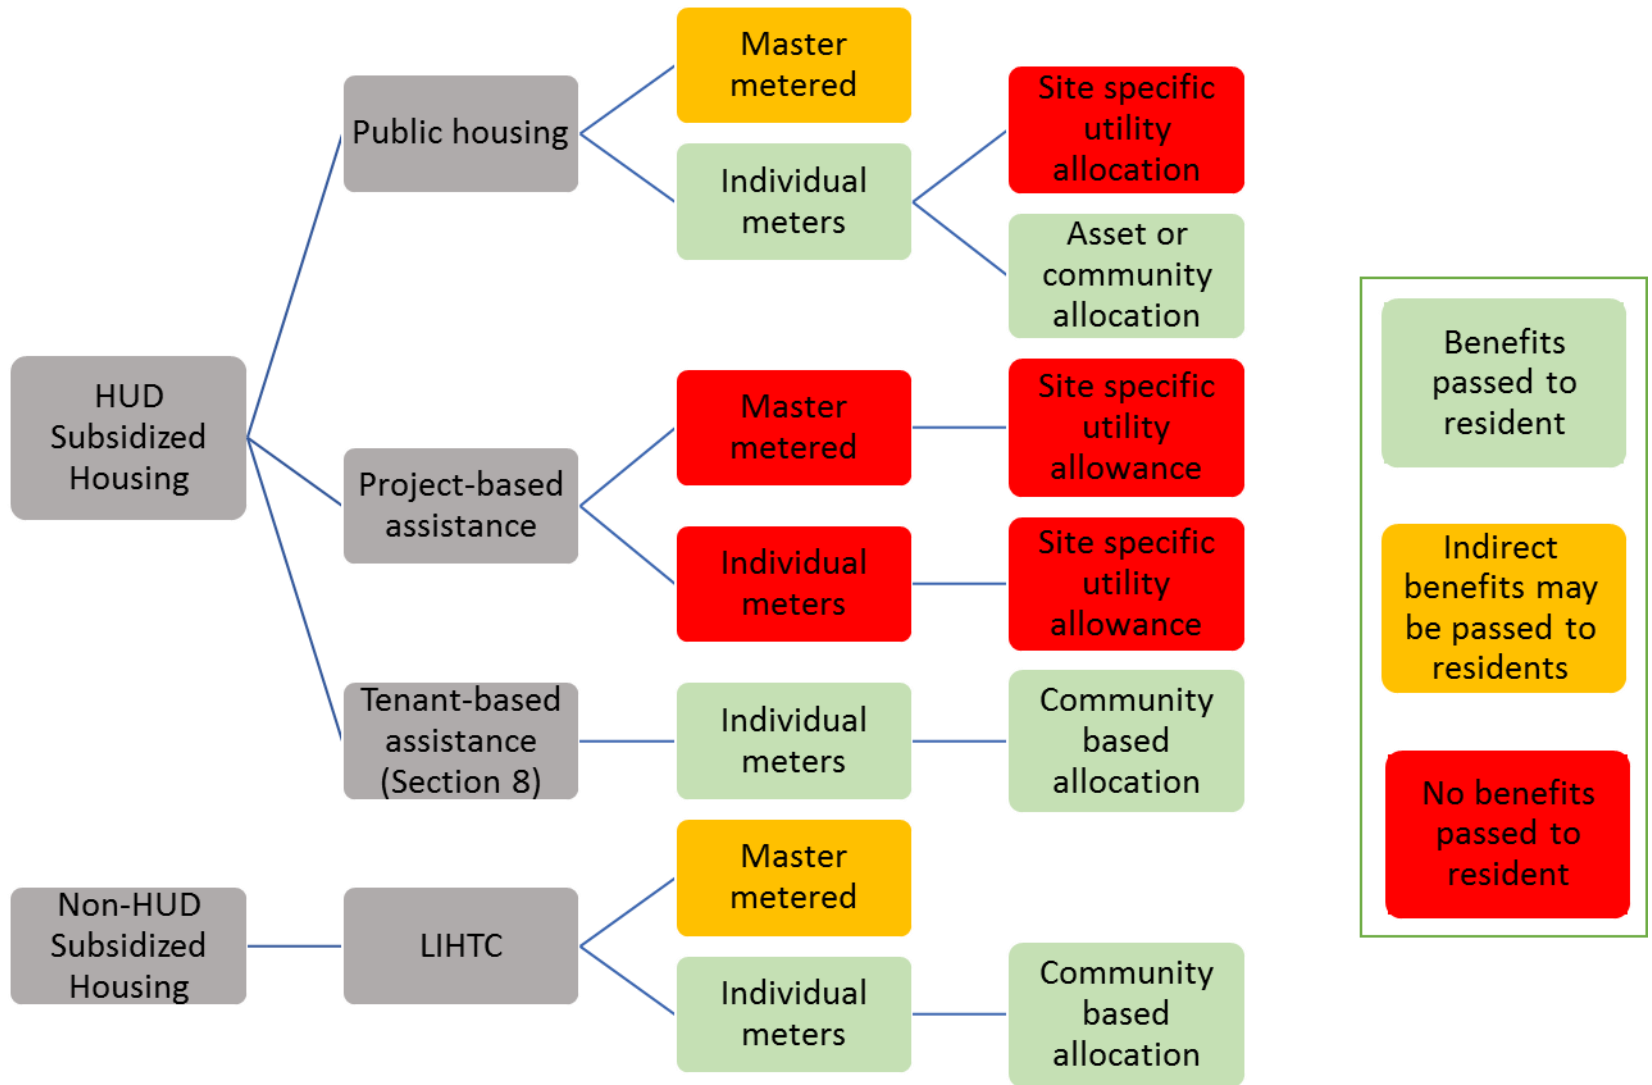 HUD
Subsidized
Housing
Public housing
Master
metered
Individual
meters
Site specific
utility
allocation
Asset or
community
allocation
Project-based
assistance
Master
metered
Site specific
utility
allowance
Individual
meters
Site specific
utility
allowance
Tenant-based
assistance
(Section 8)
Individual
meters
Community
based
allocation
Non-HUD
Subsidized
Housing
LIHTC
Master
metered
Individual
meters
Community
based
allocation
Benefits
passed to
resident
Indirect
benefits may
be passed to
residents
No benefits
passed to
resident